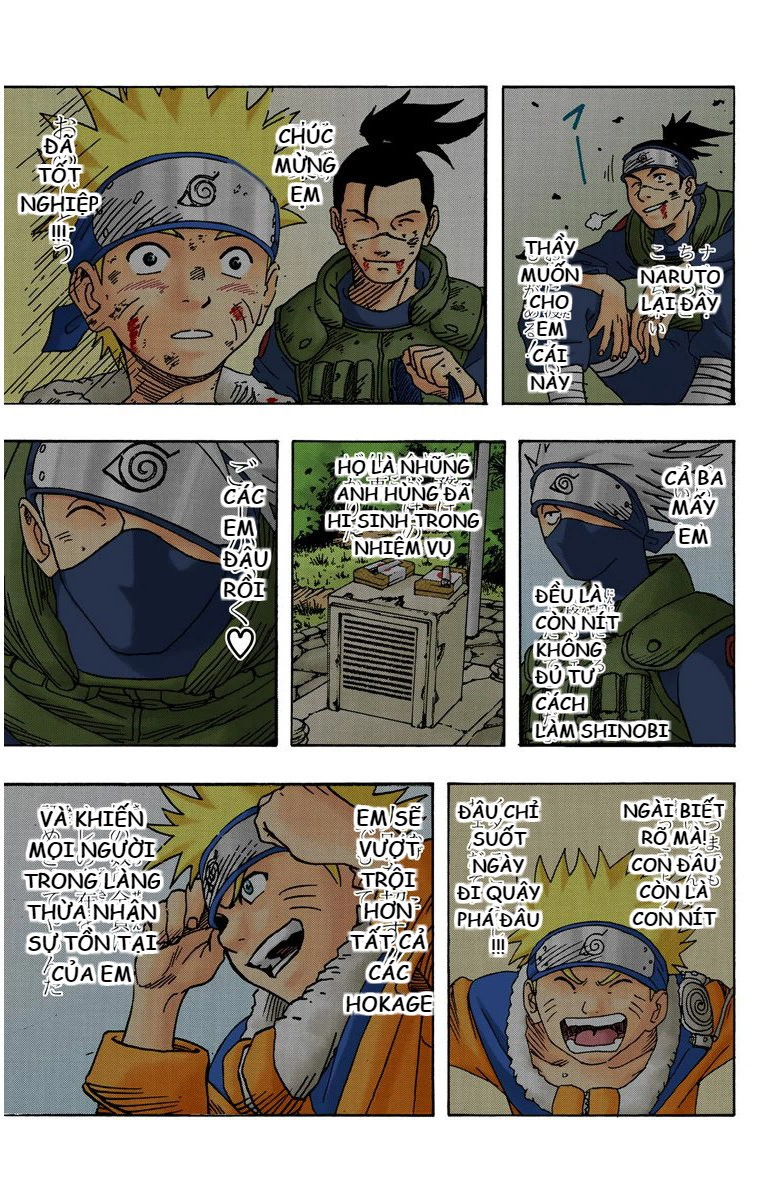 NARUTO
LẠI ĐÂY
THẦY
MUỐN
CHO
EM
CÁI
NÀY
CHÚC
MỪNG
EM
ĐÃ
TỐT
NGHIỆP
!!!
CẢ BA
MẤY
EM
ĐỀU LÀ
CÒN NÍT
KHÔNG
ĐỦ TƯ
CÁCH
LÀM SHINOBI
HỌ LÀ NHŨNG
ANH HÙNG ĐÃ
HI SINH TRONG
NHIỆM VỤ
CÁC
EM
ĐÂU
RỒI
NGÀI BIẾT
RÕ MÀ!
CON ĐÂU
CÒN LÀ
CON NÍT
ĐÂU CHỈ
SUỐT
NGÀY
ĐI QUẬY
PHÁ ĐÂU
!!!
EM SẼ
VƯỢT
TRỘI
HƠN
TẤT CẢ
CÁC
HOKAGE
VÀ KHIẾN
MỌI NGƯỜI
TRONG LÀNG
THỪA NHẬN
SỰ TỒN TẠI
CỦA EM